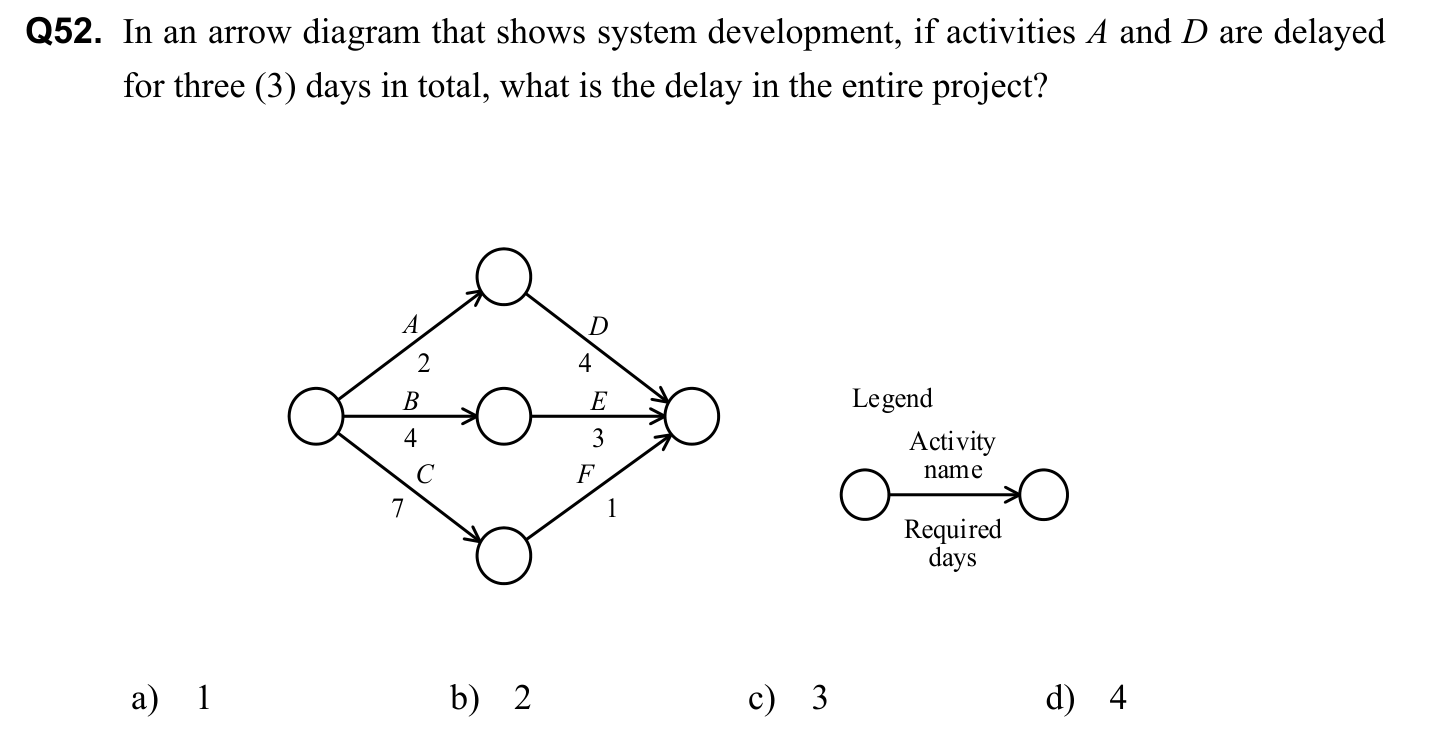 Q52. In an arrow diagram that shows system development, if activities A and D are delayed
for three (3) days in total, what is the delay in the entire project?
A
2
D
4
B
4
E
3
C
7
F
1
Legend
Activity
name
Required
days
a) 1 b) 2 c) 3 d) 4